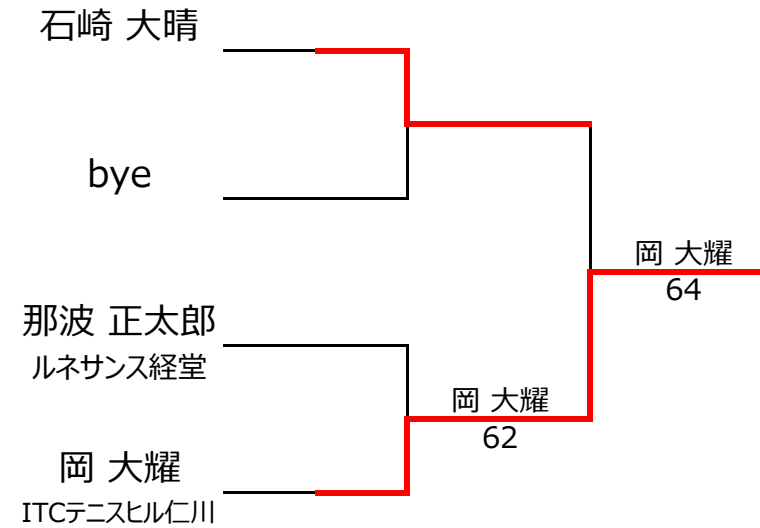 石崎 大晴
bye
那波 正太郎
ルネサンス経堂
岡 大耀
ITCテニスヒル仁川
岡 大耀
62
岡 大耀
64